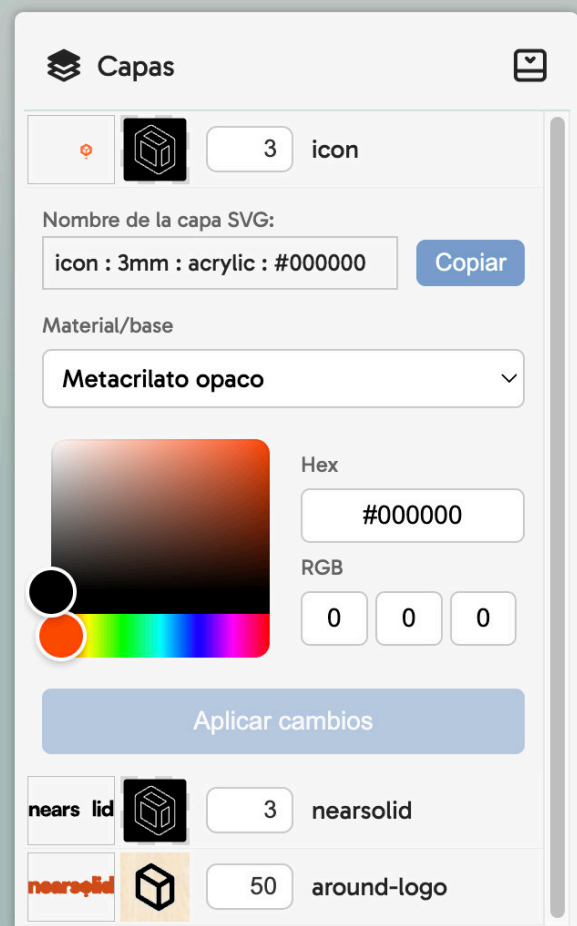 Capas
3 icon
Nombre de la capa SVG:
icon : 3mm : acrylic : #000000 Copiar
Material/base
Metacrilato opaco
Hex
#000000
RGB
0 0 0
Aplicar cambios
nears lid 3 nearsolid
nearsolid 50 around-logo